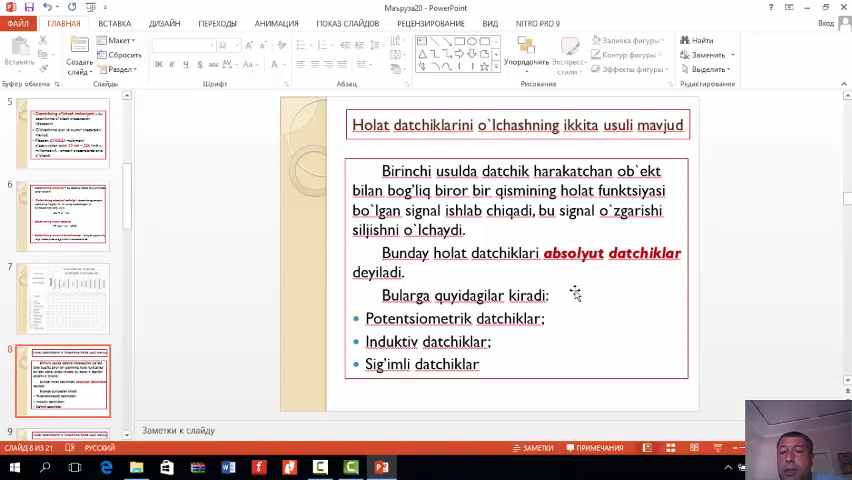 Маъруза20 - PowerPoint
Вход
ФАЙЛ ГЛАВНАЯ ВСТАВКА ДИЗАЙН ПЕРЕХОДЫ АНИМАЦИЯ ПОКАЗ СЛАЙДОВ РЕЦЕНЗИРОВАНИЕ ВИД NITRO PRO 9
Вставить
Создать слайд
Макет
Сбросить
Раздел
Упорядочить
Экспресс-стили
Заливка фигуры
Контур фигуры
Эффекты фигуры
Найти
Заменить
Выделить
Буфер обмена Слайды Шрифт Абзац Рисование Редактирование
5
6
7
8
9
Holat datchiklarini o`lchashning ikkita usuli mavjud
Birinchi usulda datchik harakatchan ob`ekt
bilan bog'liq biror bir qismining holat funktsiyasi
bo`lgan signal ishlab chiqadi, bu signal o`zgarishi
siljishni o`lchaydi.
Bunday holat datchiklari absolyut datchiklar
deyiladi.
Bularga quyidagilar kiradi:
• Potentsiometrik datchiklar;
• Induktiv datchiklar;
• Sig'imli datchiklar
Заметки к слайду
СЛАЙД 8 ИЗ 21 РУССКИЙ ЗАМЕТКИ ПРИМЕЧАНИЯ